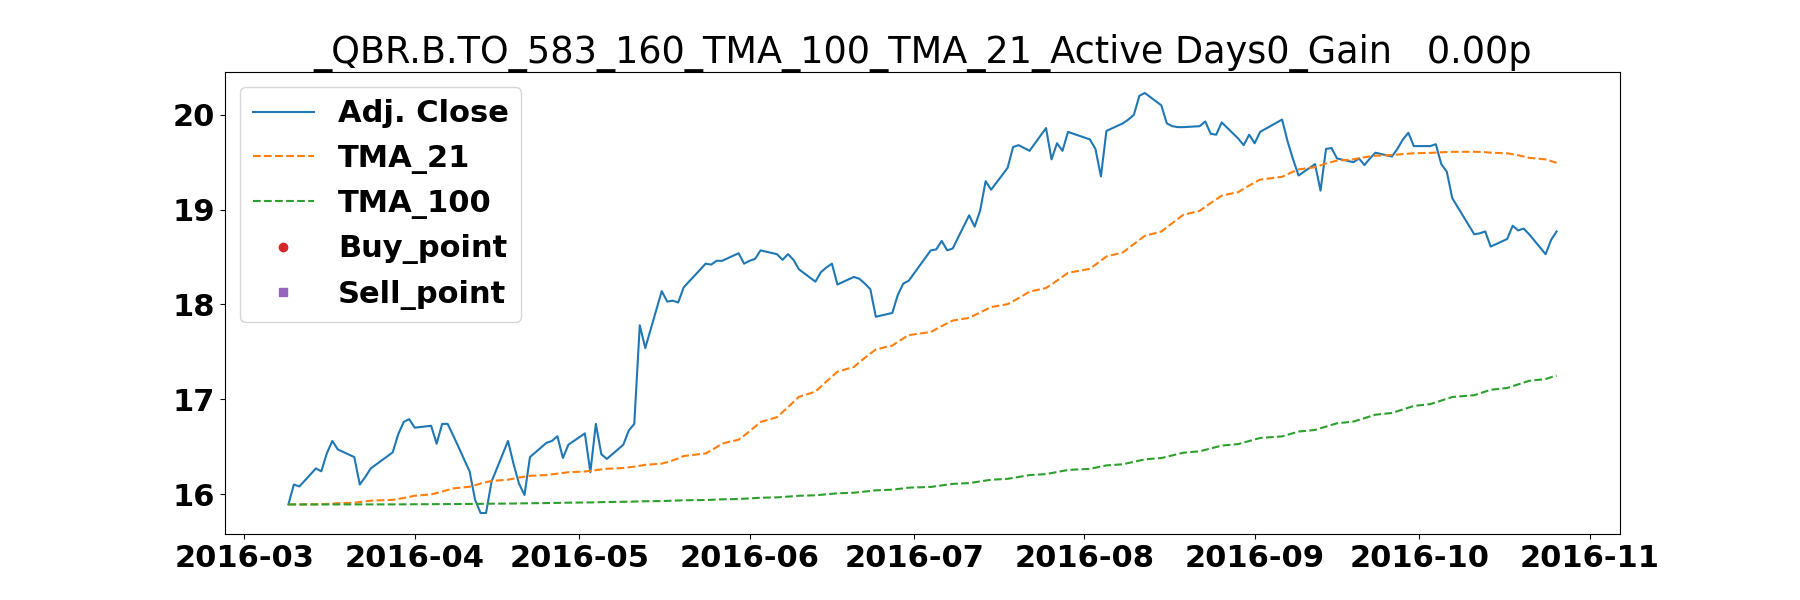 _QBR.B.TO_583_160_TMA_100_TMA_21_Active Days0_Gain   0.00p
Adj. Close
TMA_21
TMA_100
Buy_point
Sell_point
20
19
18
17
16
2016-03 2016-04 2016-05 2016-06 2016-07 2016-08 2016-09 2016-10 2016-11